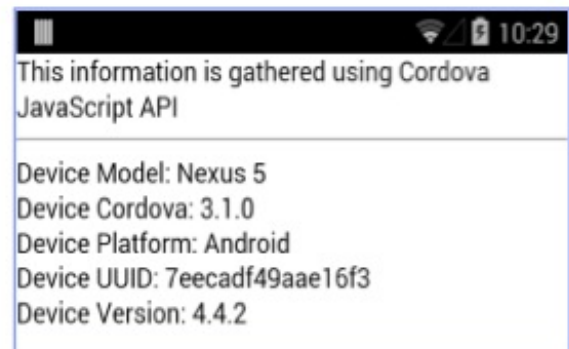 10:29
This information is gathered using Cordova
JavaScript API
Device Model: Nexus 5
Device Cordova: 3.1.0
Device Platform: Android
Device UUID: 7eecadf49aae16f3
Device Version: 4.4.2